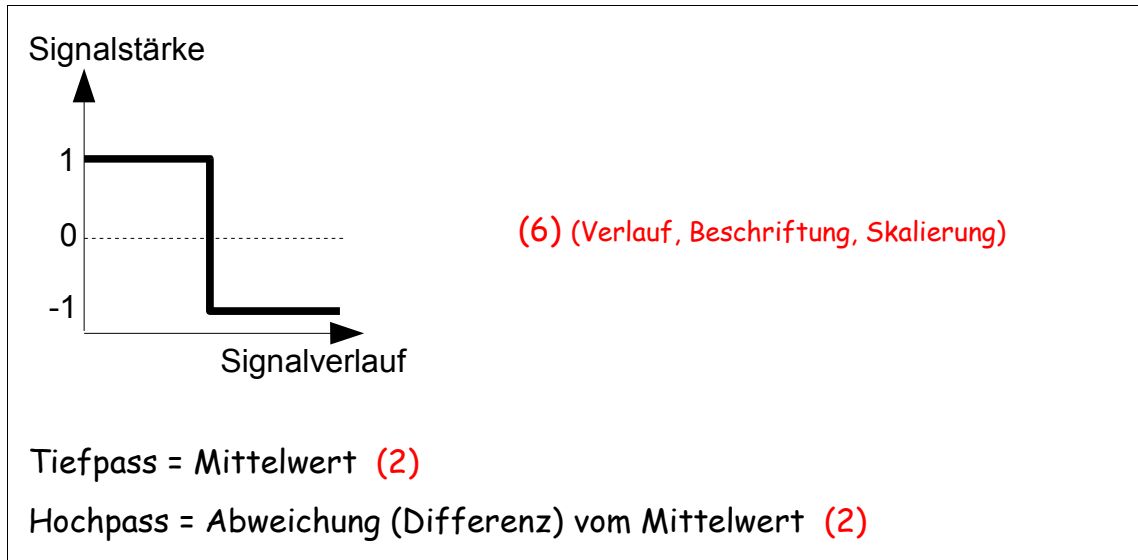 Signalstärke
1
0
(6) (Verlauf, Beschriftung, Skalierung)
-1
Signalverlauf
Tiefpass = Mittelwert (2)
Hochpass = Abweichung (Differenz) vom Mittelwert (2)